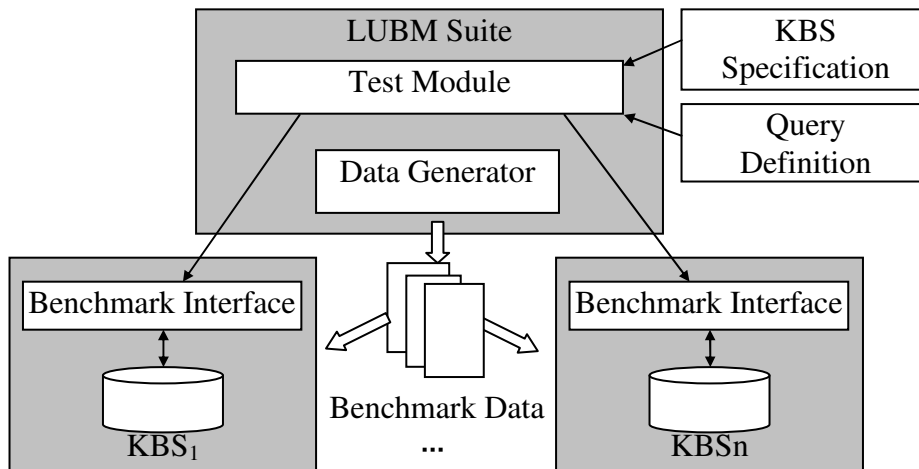 LUBM Suite
Test Module
KBS
Specification
Query
Definition
Data Generator
Benchmark Interface
KBS₁
Benchmark Data
...
Benchmark Interface
KBSn